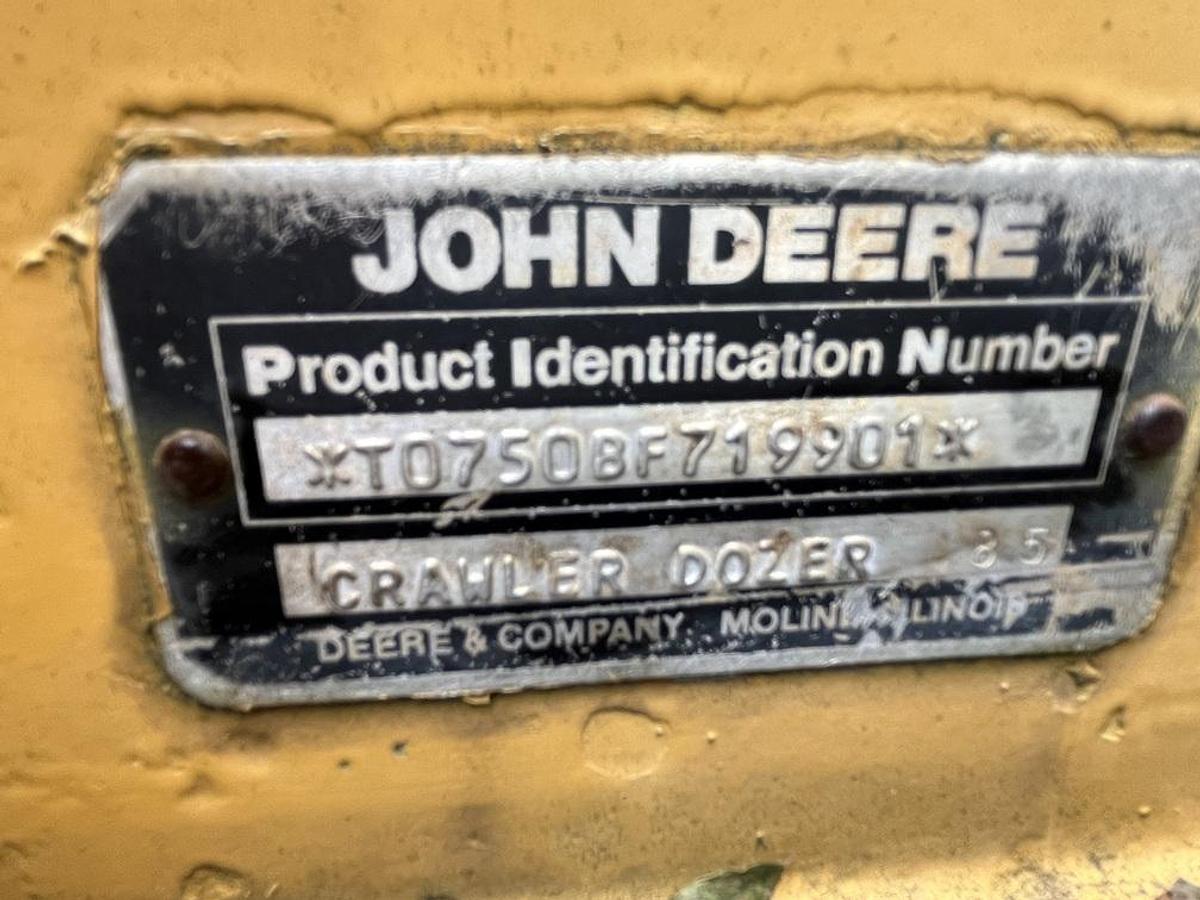 JOHN DEERE
Product Identification Number
*T0750BF719901*
CRAWLER DOZER 85
DEERE & COMPANY MOLINE ILLINOIS